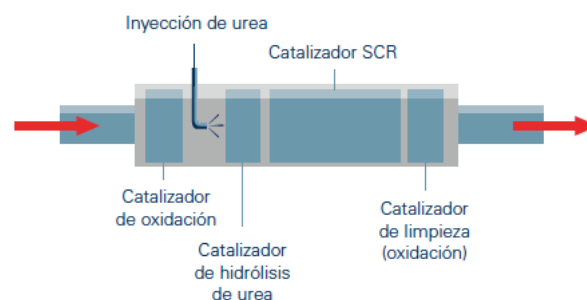 Inyección de urea
Catalizador SCR
Catalizador
de oxidación
Catalizador
de hidrólisis
de urea
Catalizador
de limpieza
(oxidación)